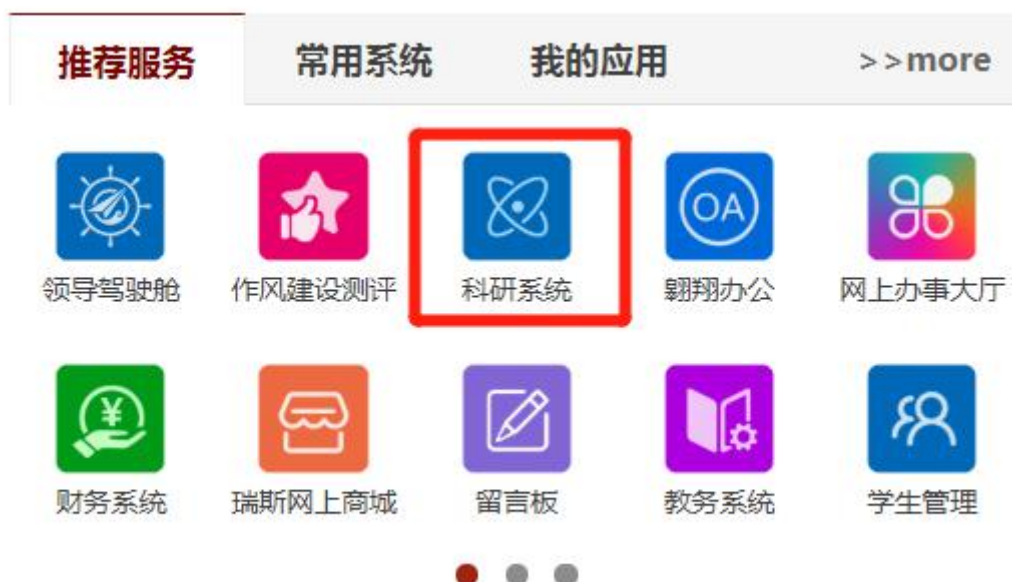 推荐服务 常用系统 我的应用 >>more
OA
领导驾驶舱 作风建设测评 科研系统 翱翔办公 网上办事大厅
¥
财务系统 瑞斯网上商城 留言板 教务系统 学生管理